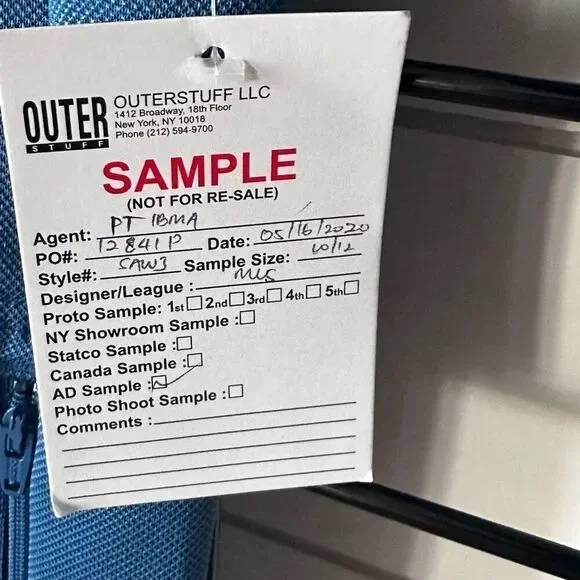 OUTER
STUFF
OUTERSTUFF LLC
1412 Broadway, 18th Floor
New York, NY 10018
Phone (212) 594-9700
SAMPLE
(NOT FOR RE-SALE)
Agent: PT IBMA
PO#: 12841P Date: 05/16/2020
Style#: SAW3 Sample Size: 10/12
Designer/League : MLS
Proto Sample: 1st 2nd 3rd 4th 5th
NY Showroom Sample :
Statco Sample :
Canada Sample :
AD Sample :
Photo Shoot Sample :
Comments :